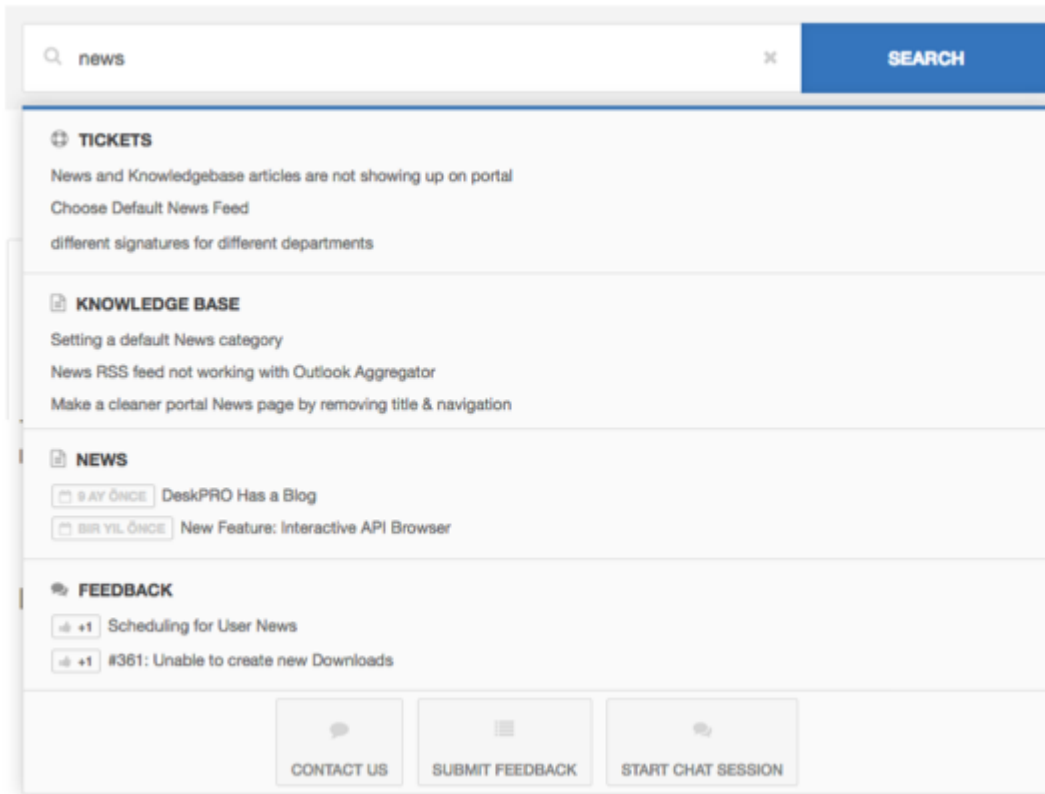 news
SEARCH
TICKETS
News and Knowledgebase articles are not showing up on portal
Choose Default News Feed
different signatures for different departments
KNOWLEDGE BASE
Setting a default News category
News RSS feed not working with Outlook Aggregator
Make a cleaner portal News page by removing title & navigation
NEWS
9 AY ÖNCE DeskPRO Has a Blog
BIR YIL ÖNCE New Feature: Interactive API Browser
FEEDBACK
+1 Scheduling for User News
+1 #361: Unable to create new Downloads
CONTACT US SUBMIT FEEDBACK START CHAT SESSION